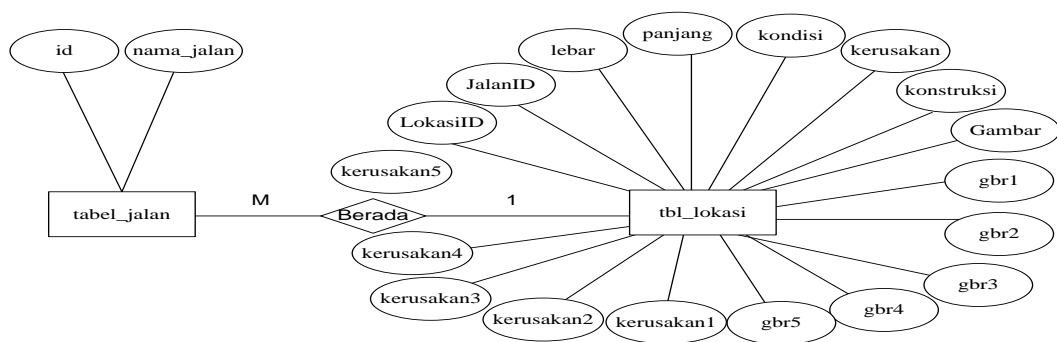 id
nama_jalan
tabel_jalan
M
Berada
1
tbl_lokasi
LokasiID
JalanID
lebar
panjang
kondisi
kerusakan
konstruksi
Gambar
gbr1
gbr2
gbr3
gbr4
gbr5
kerusakan1
kerusakan2
kerusakan3
kerusakan4
kerusakan5